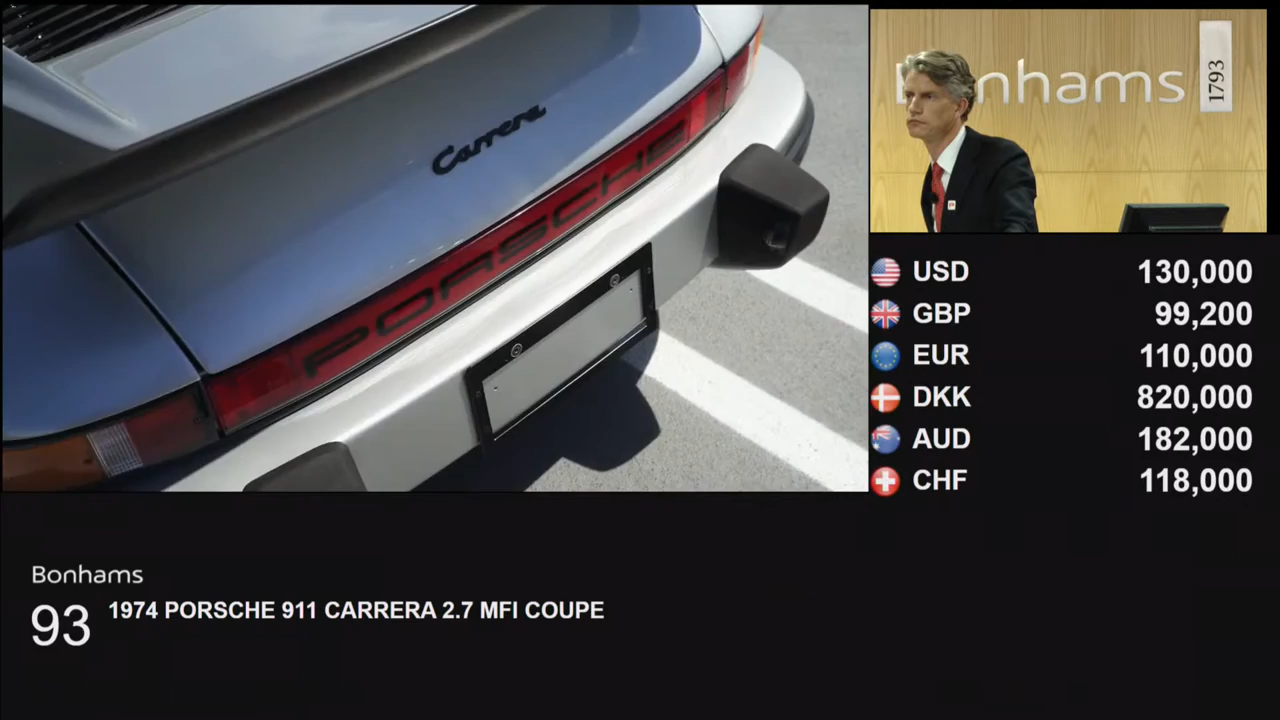 Carrera
PORSCHE
Bonhams
1793
USD 130,000
GBP 99,200
EUR 110,000
DKK 820,000
AUD 182,000
CHF 118,000
Bonhams
93 1974 PORSCHE 911 CARRERA 2.7 MFI COUPE